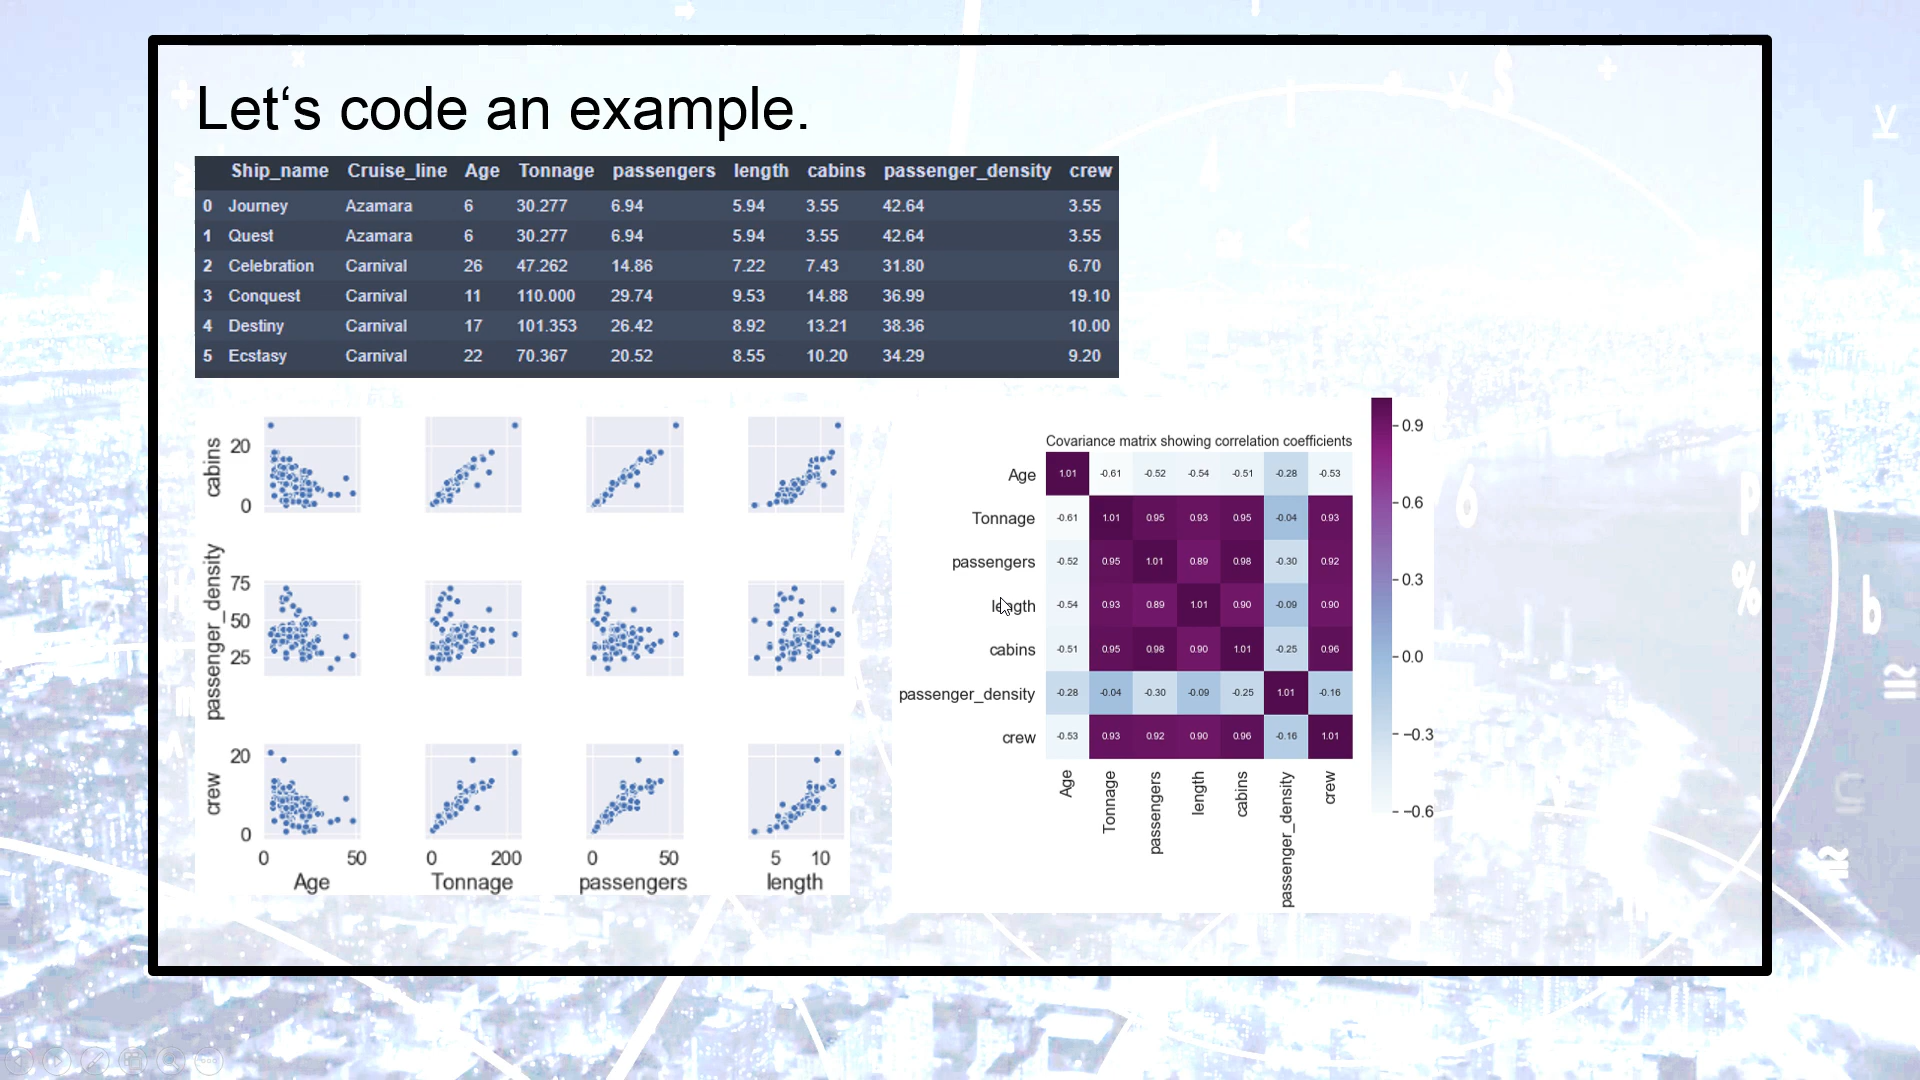 Let‘s code an example.
Ship_name Cruise_line Age Tonnage passengers length cabins passenger_density crew
0 Journey Azamara 6 30.277 6.94 5.94 3.55 42.64 3.55
1 Quest Azamara 6 30.277 6.94 5.94 3.55 42.64 3.55
2 Celebration Carnival 26 47.262 14.86 7.22 7.43 31.80 6.70
3 Conquest Carnival 11 110.000 29.74 9.53 14.88 36.99 19.10
4 Destiny Carnival 17 101.353 26.42 8.92 13.21 38.36 10.00
5 Ecstasy Carnival 22 70.367 20.52 8.55 10.20 34.29 9.20
cabins
20
0
passenger_density
75
50
25
crew
20
0
0 50 0 200 0 50 5 10
Age Tonnage passengers length
Covariance matrix showing correlation coefficients
Age 1.01 -0.61 -0.52 -0.54 -0.51 -0.28 -0.53
Tonnage -0.61 1.01 0.95 0.93 0.95 -0.04 0.93
passengers -0.52 0.95 1.01 0.89 0.98 -0.30 0.92
length -0.54 0.93 0.89 1.01 0.90 -0.09 0.90
cabins -0.51 0.95 0.98 0.90 1.01 -0.25 0.96
passenger_density -0.28 -0.04 -0.30 -0.09 -0.25 1.01 -0.16
crew -0.53 0.93 0.92 0.90 0.96 -0.16 1.01
Age Tonnage passengers length cabins passenger_density crew
0.9
0.6
0.3
0.0
-0.3
-0.6